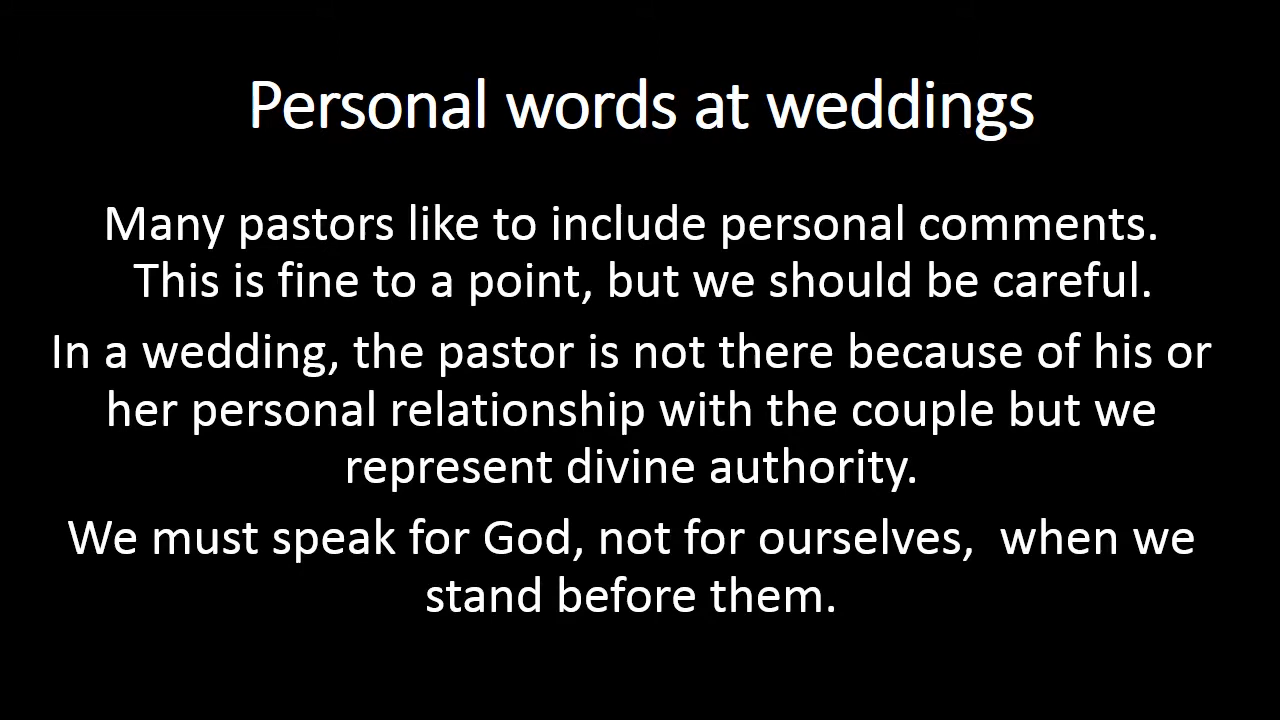 Personal words at weddings
Many pastors like to include personal comments.
This is fine to a point, but we should be careful.
In a wedding, the pastor is not there because of his or
her personal relationship with the couple but we
represent divine authority.
We must speak for God, not for ourselves,  when we
stand before them.